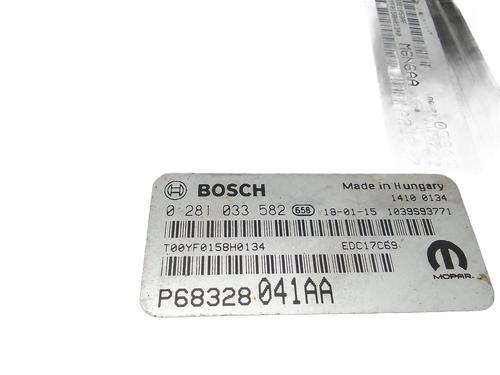 MGNGAA
BOSCH
Made in Hungary
1410 0134
0 281 033 582 65B 18-01-15 1039S93771
T00YF0158H0134 EDC17C69
P68328041AA
MOPAR